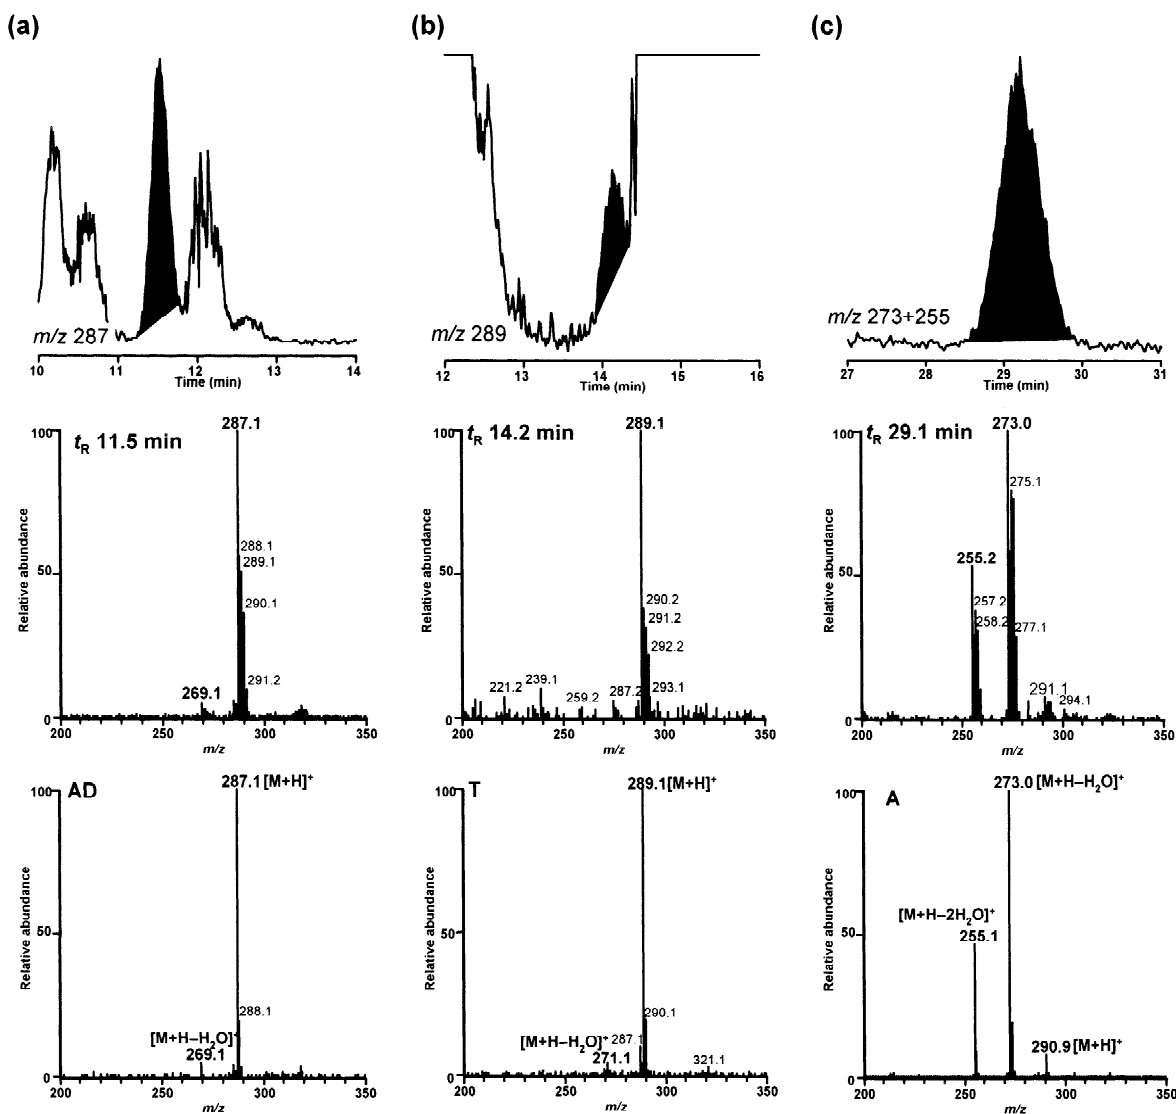 (a)
(b)
(c)
m/z 287
10 11 12 13 14
Time (min)
m/z 289
12 13 14 15 16
Time (min)
m/z 273+255
27 28 29 30 31
Time (min)
tR 11.5 min
287.1
288.1
289.1
290.1
291.2
269.1
100
50
0
Relative abundance
200 250 300 350
m/z
tR 14.2 min
289.1
290.2
291.2
292.2
293.1
287.2
259.2
239.1
221.2
100
50
0
Relative abundance
200 250 300 350
m/z
tR 29.1 min
273.0
275.1
255.2
257.2
258.2
277.1
291.1
294.1
100
50
0
Relative abundance
200 250 300 350
m/z
AD
287.1 [M+H]+
288.1
[M+H–H2O]+
269.1
100
50
0
Relative abundance
200 250 300 350
m/z
T
289.1 [M+H]+
290.1
287.1
[M+H–H2O]+
271.1
321.1
100
50
0
Relative abundance
200 250 300 350
m/z
A
273.0 [M+H–H2O]+
[M+H–2H2O]+
255.1
290.9 [M+H]+
100
50
0
Relative abundance
200 250 300 350
m/z